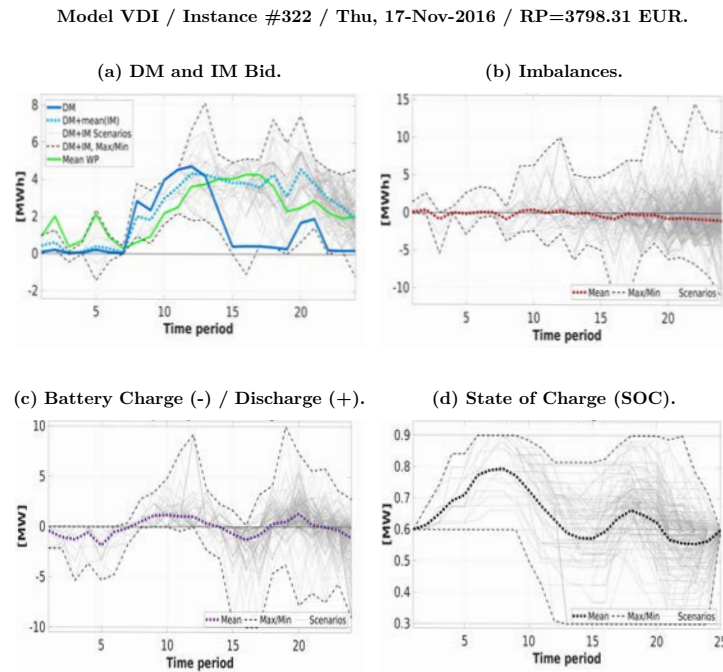 Model VDI / Instance #322 / Thu, 17-Nov-2016 / RP=3798.31 EUR.
(a) DM and IM Bid.
(b) Imbalances.
8
6
4
2
0
-2
[MWh]
DM
DM+mean(IM)
DM+IM Scenarios
DM+IM, Max/Min
Mean WP
5
10
15
20
Time period
15
10
5
0
-5
-10
[MWh]
Mean
Max/Min
Scenarios
5
10
15
20
Time period
(c) Battery Charge (-) / Discharge (+).
(d) State of Charge (SOC).
10
5
0
-5
-10
[MW]
Mean
Max/Min
Scenarios
5
10
15
20
Time period
0.9
0.8
0.7
0.6
0.5
0.4
0.3
[MWh]
Mean
Max/Min
Scenarios
5
10
15
20
25
Time period